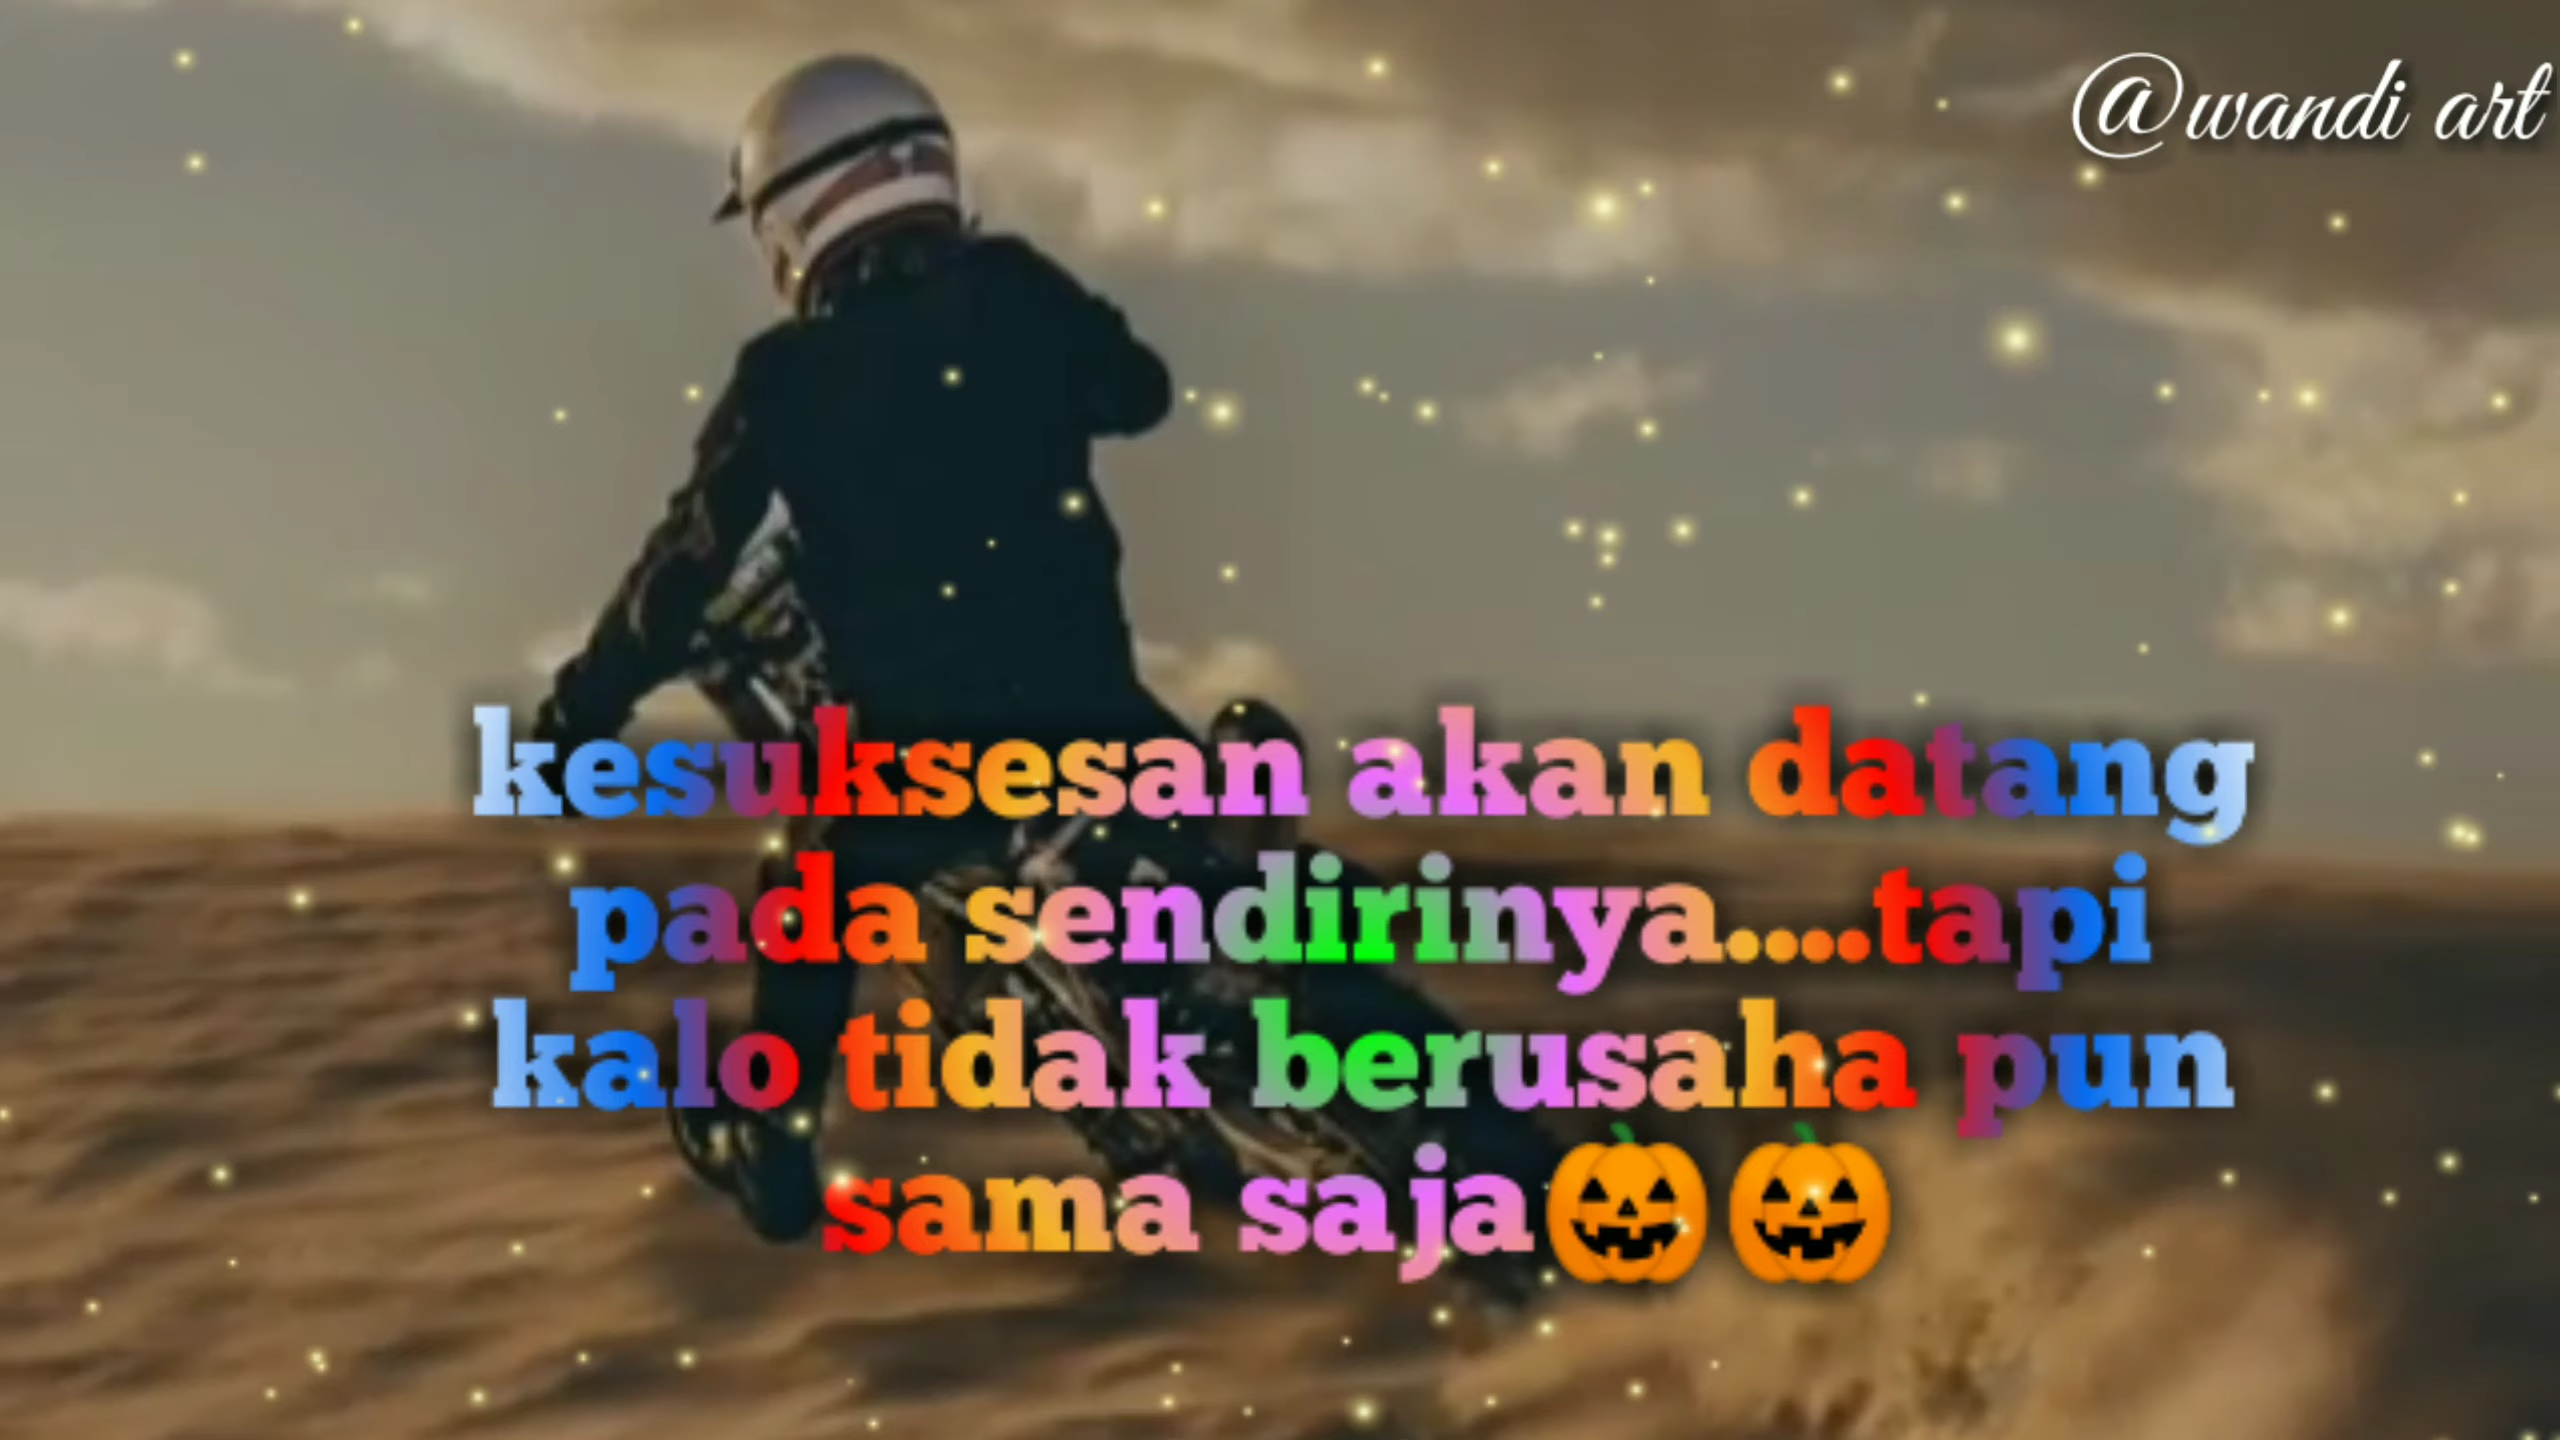 @wandi art
kesuksesan akan datang
pada sendirinya....tapi
kalo tidak berusaha pun
sama saja🎃🎃